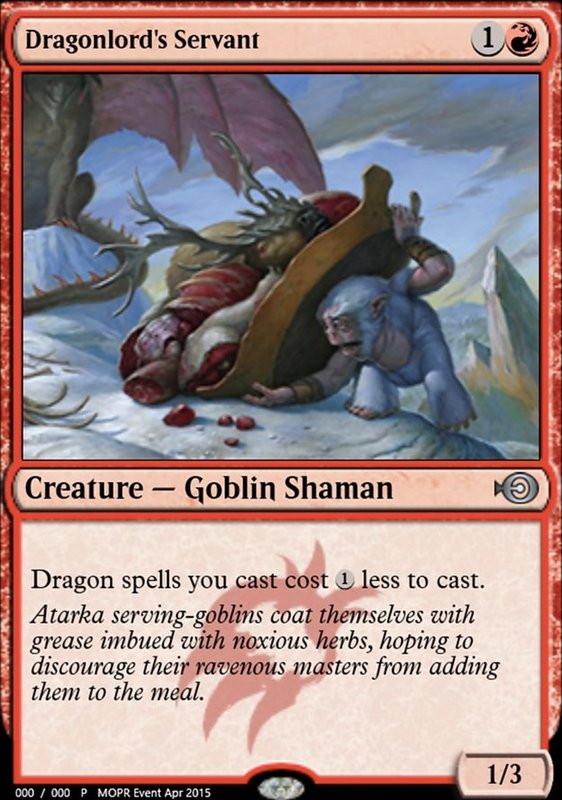 Dragonlord's Servant
1
Creature — Goblin Shaman
Dragon spells you cast cost 1 less to cast.
Atarka serving-goblins coat themselves with
grease imbued with noxious herbs, hoping to
discourage their ravenous masters from adding
them to the meal.
1/3
000 / 000 P MOPR Event Apr 2015